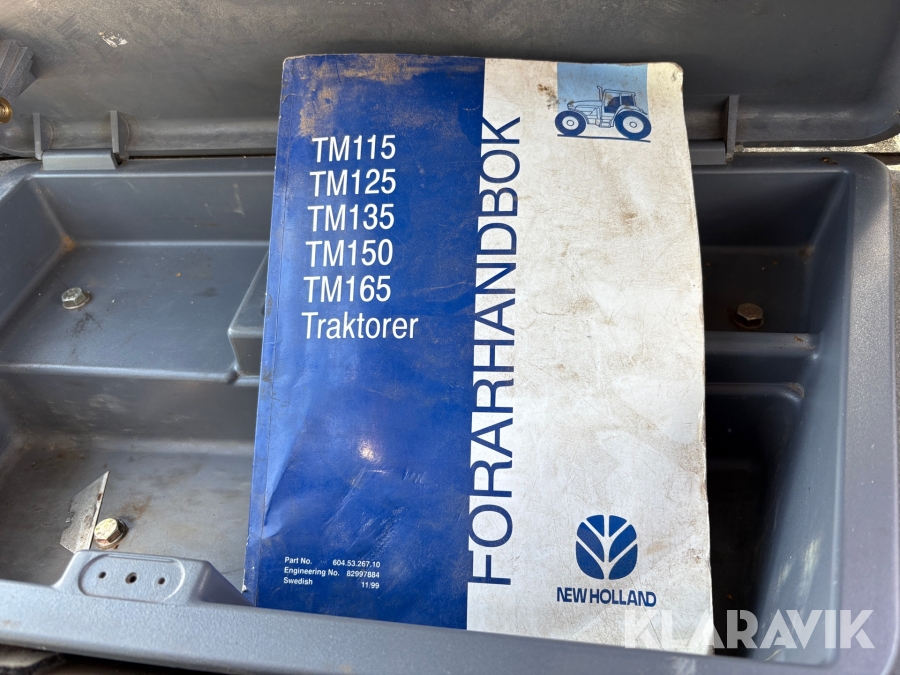 TM115
TM125
TM135
TM150
TM165
Traktorer
FORARHANDBOK
Part No. 604.53.267.10
Engineering No. 82997884
Swedish 11/99
NEW HOLLAND
KLARAVIK